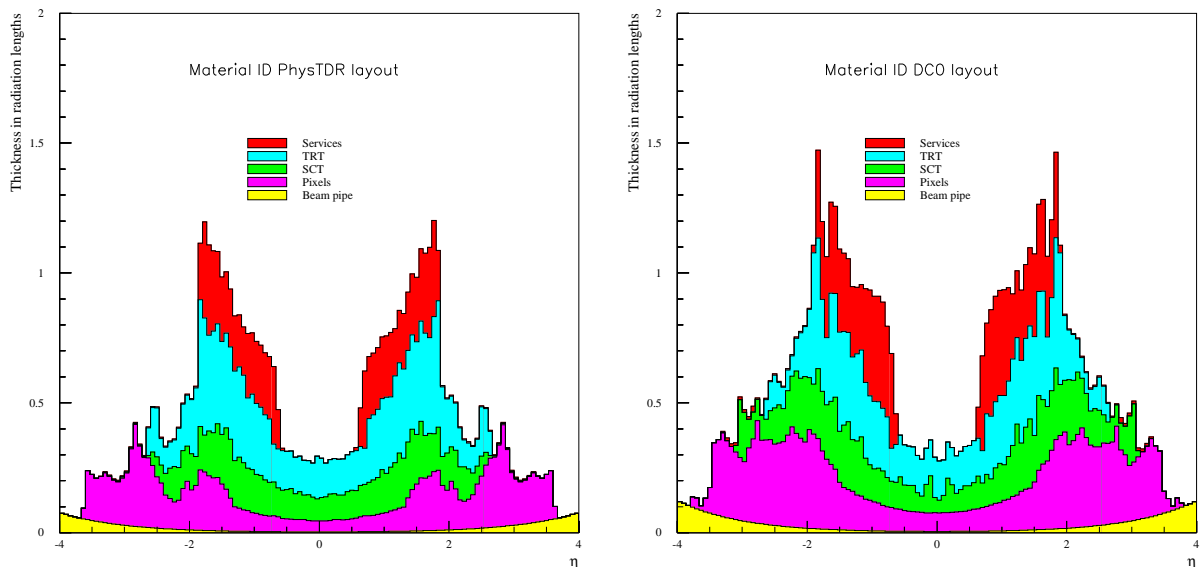 Thickness in radiation lengths
Material ID PhysTDR layout
Services
TRT
SCT
Pixels
Beam pipe
2
1.5
1
0.5
0
-4
-2
0
2
4
η
Thickness in radiation lengths
Material ID DC0 layout
Services
TRT
SCT
Pixels
Beam pipe
2
1.5
1
0.5
0
-4
-2
0
2
4
η